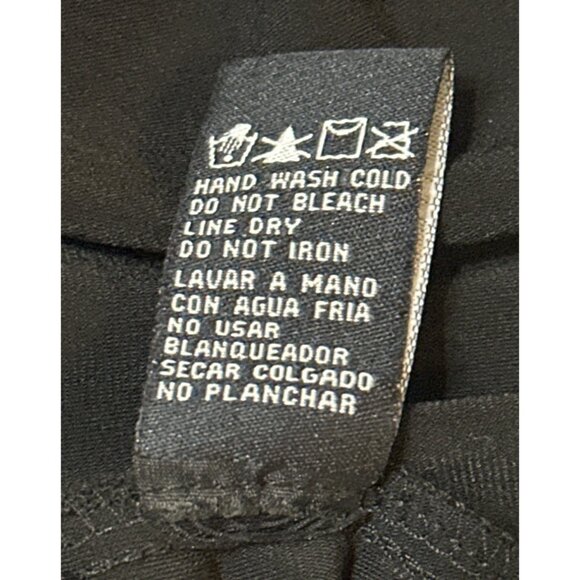 HAND WASH COLD
DO NOT BLEACH
LINE DRY
DO NOT IRON
LAVAR A MANO
CON AGUA FRIA
NO USAR
BLANQUEADOR
SECAR COLGADO
NO PLANCHAR